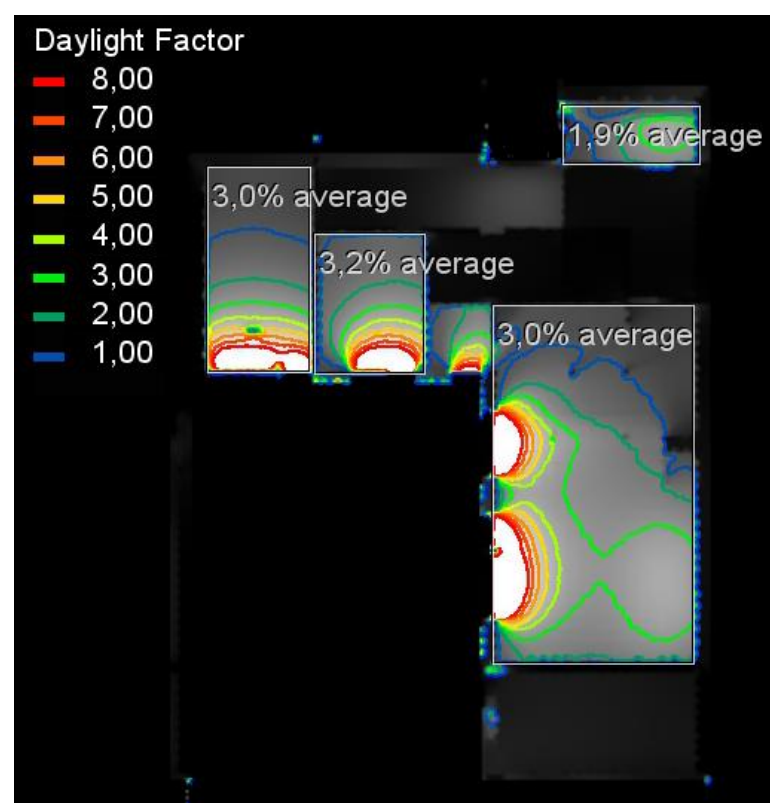 Daylight Factor
8,00
7,00
6,00
5,00
4,00
3,00
2,00
1,00
1,9% average
3,0% average
3,2% average
3,0% average